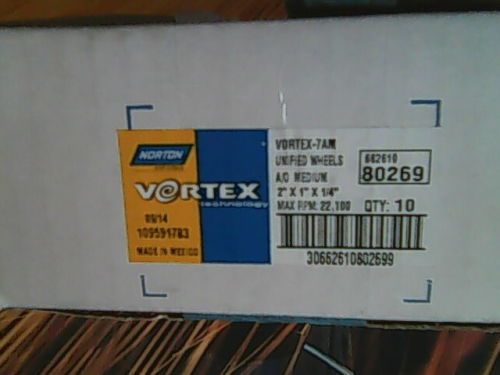 NORTON
VORTEX
technology
09/14
109591783
MADE IN MEXICO
VORTEX-7AM
UNIFIED WHEELS
A/O MEDIUM
2" X 1" X 1/4"
MAX RPM: 22,100 QTY: 10
662610
80269
30662610802699